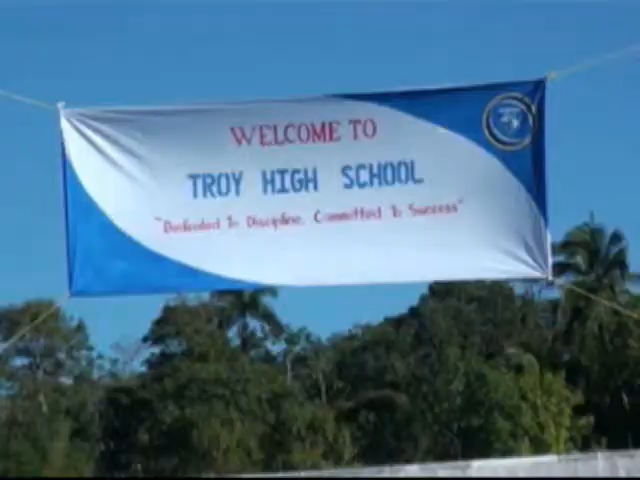 WELCOME TO
TROY HIGH SCHOOL
"Dedicated To Discipline, Committed To Success"